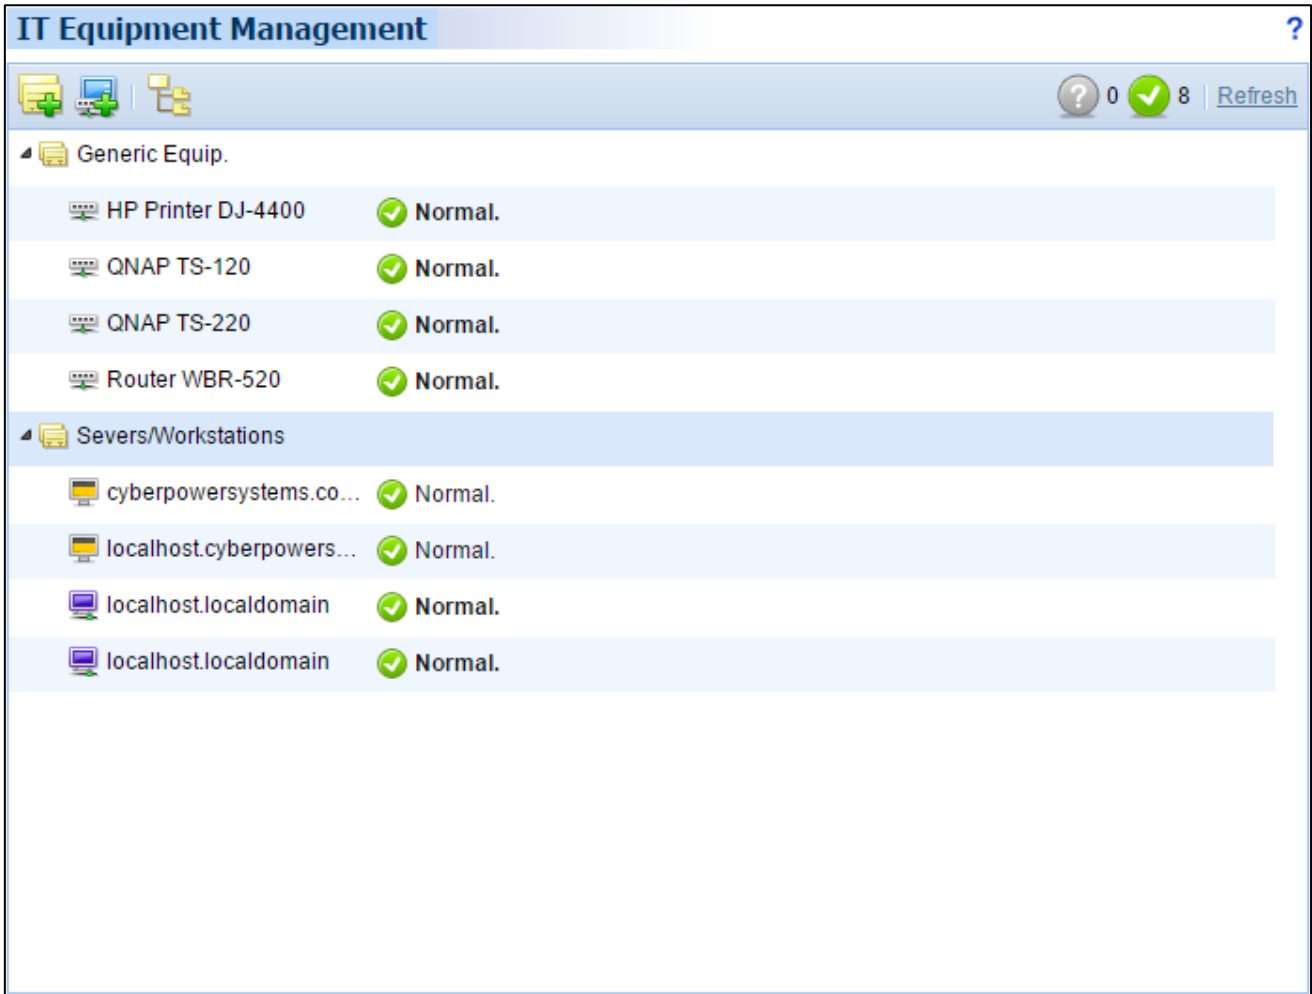 IT Equipment Management ?
? 0 8 Refresh
Generic Equip.
HP Printer DJ-4400 Normal.
QNAP TS-120 Normal.
QNAP TS-220 Normal.
Router WBR-520 Normal.
Severs/Workstations
cyberpowersystems.co... Normal.
localhost.cyberpowers... Normal.
localhost.localdomain Normal.
localhost.localdomain Normal.